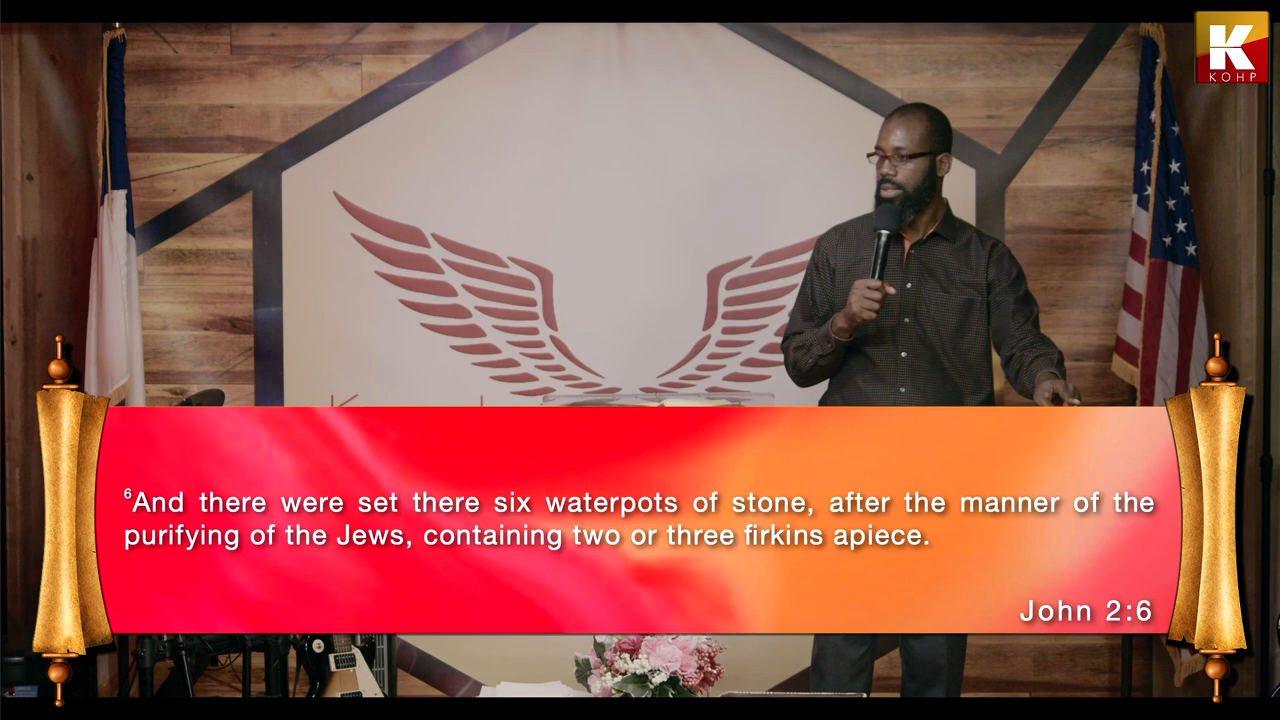 K
KOHP
⁶And there were set there six waterpots of stone, after the manner of the
purifying of the Jews, containing two or three firkins apiece.
John 2:6